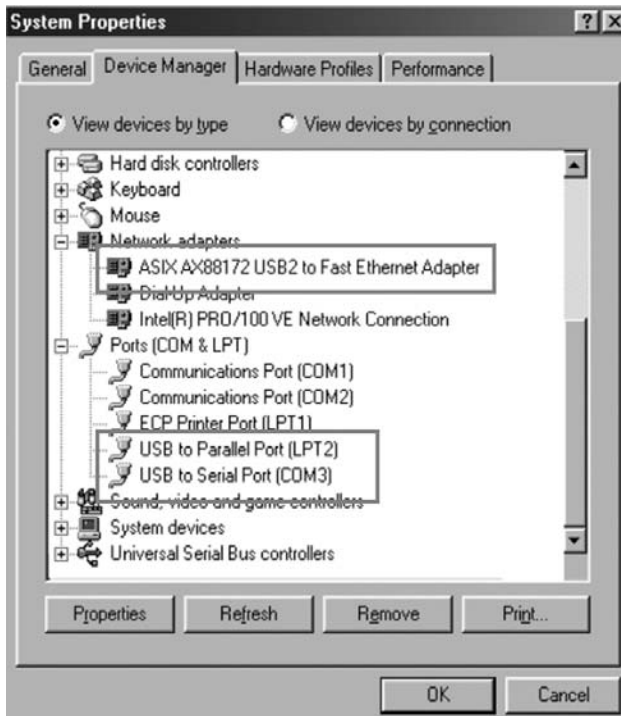 System Properties
General Device Manager Hardware Profiles Performance
View devices by type View devices by connection
Hard disk controllers
Keyboard
Mouse
Network adapters
ASIX AX88172 USB2 to Fast Ethernet Adapter
Dial-Up Adapter
Intel(R) PRO/100 VE Network Connection
Ports (COM & LPT)
Communications Port (COM1)
Communications Port (COM2)
ECP Printer Port (LPT1)
USB to Parallel Port (LPT2)
USB to Serial Port (COM3)
Sound, video and game controllers
System devices
Universal Serial Bus controllers
Properties Refresh Remove Print...
OK Cancel